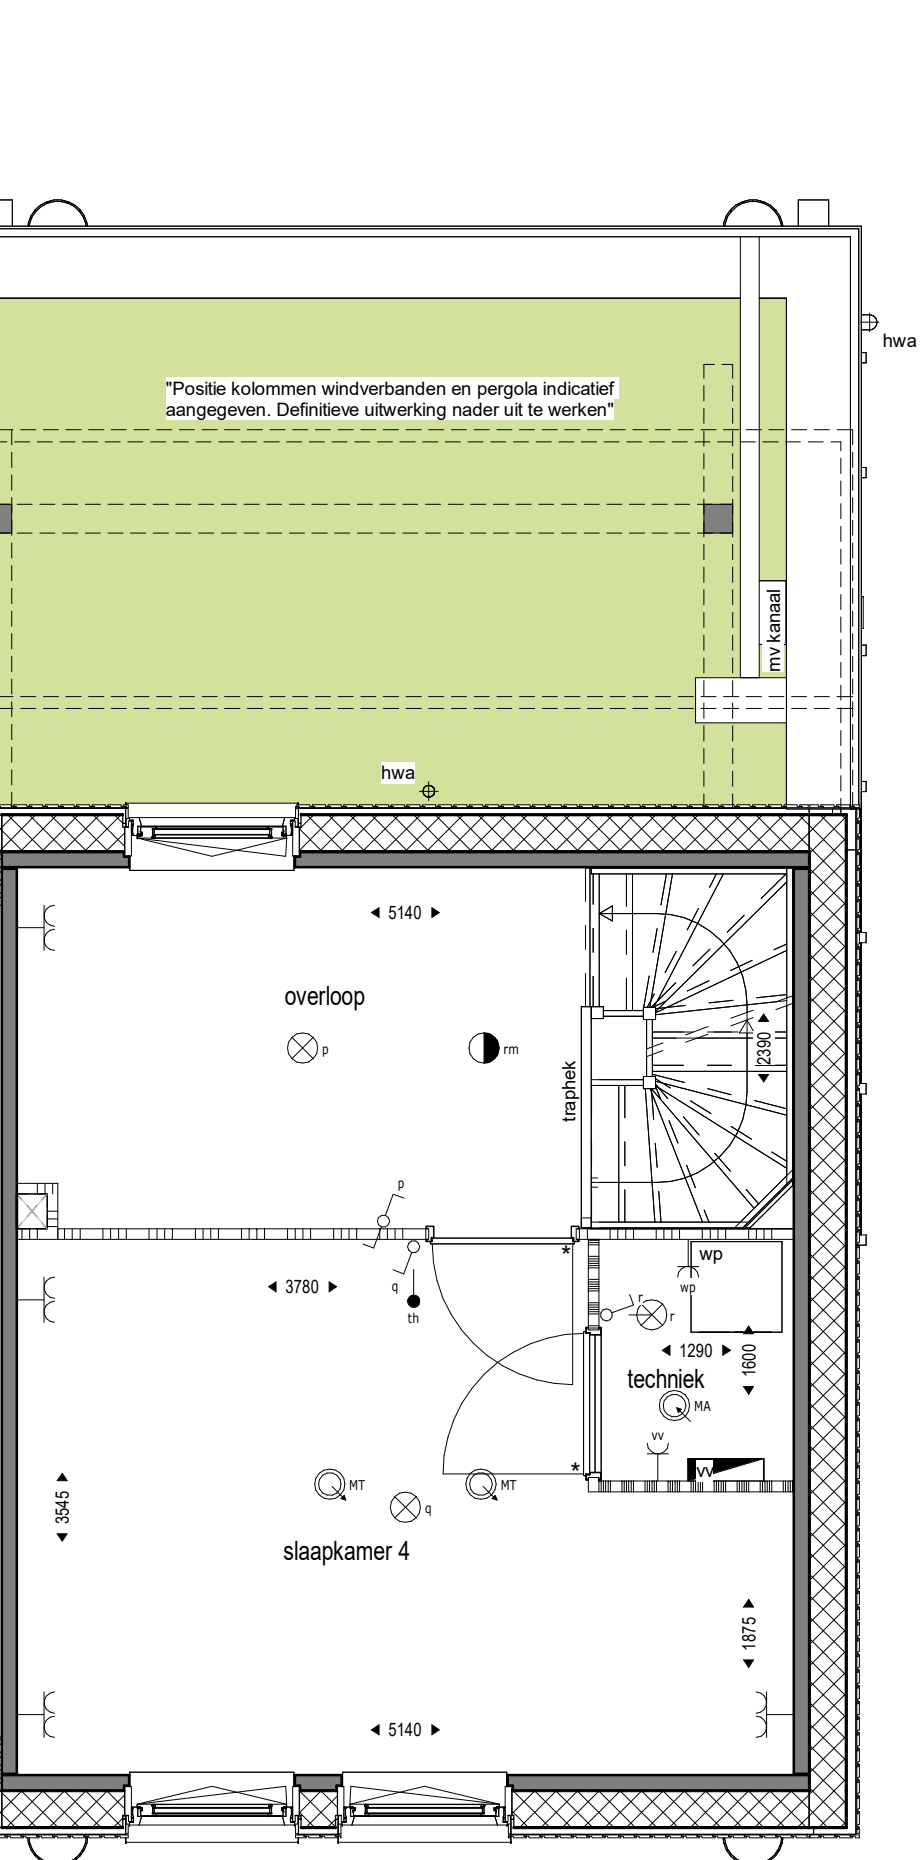 hwa
"Positie kolommen windverbanden en pergola indicatief
aangegeven. Definitieve uitwerking nader uit te werken"
mv kanaal
hwa
5140
overloop
p
rm
2390
traphek
p
*
wp
wp
3780
q
th
r
r
1290
1600
techniek
MA
vv
vv
*
MT
MT
q
3545
slaapkamer 4
1875
5140